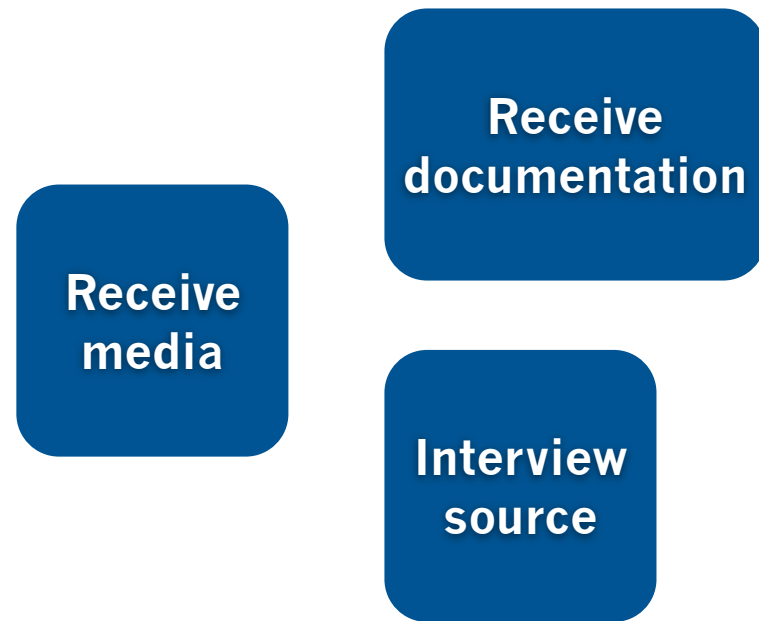 Receive
media
Receive
documentation
Interview
source